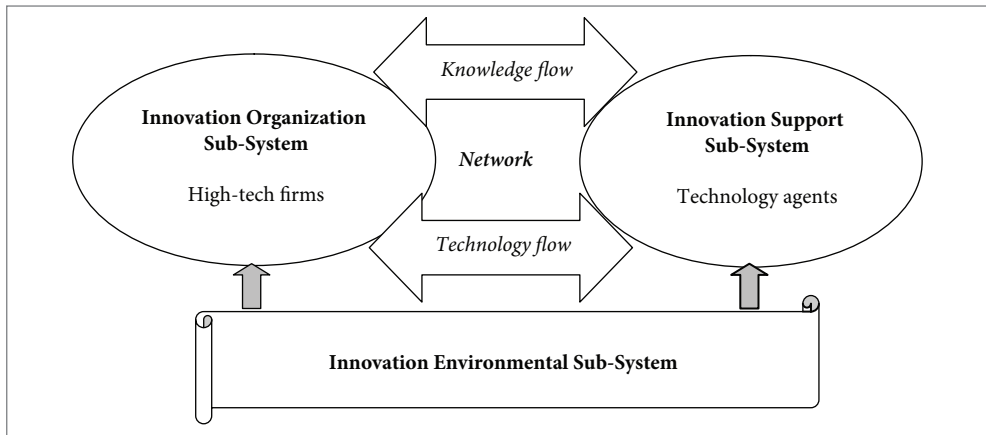 Knowledge flow
Innovation Organization
Sub-System
High-tech firms
Network
Innovation Support
Sub-System
Technology agents
Technology flow
Innovation Environmental Sub-System